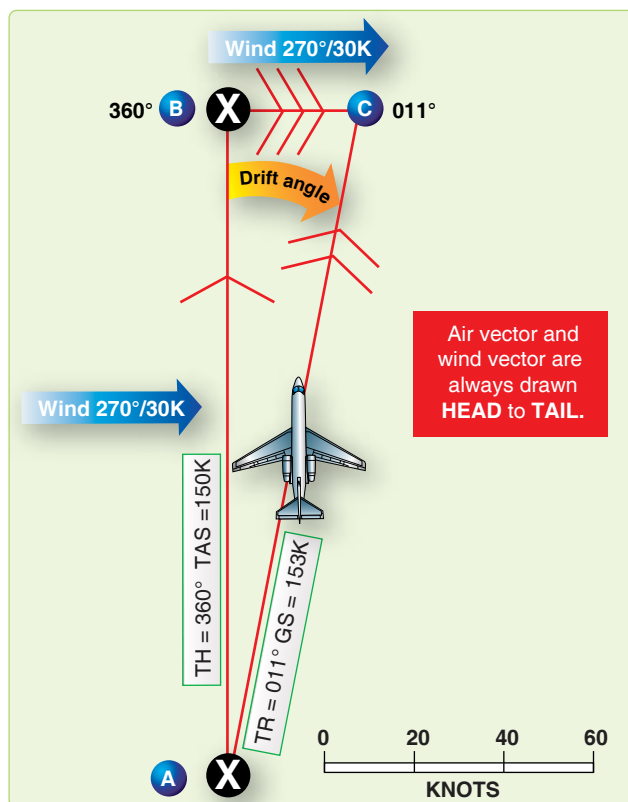 Wind 270°/30K
360° B X C 011°
Drift angle
Air vector and
wind vector are
always drawn
HEAD to TAIL.
Wind 270°/30K
TH = 360° TAS =150K
TR = 011° GS = 153K
A X
0 20 40 60
KNOTS